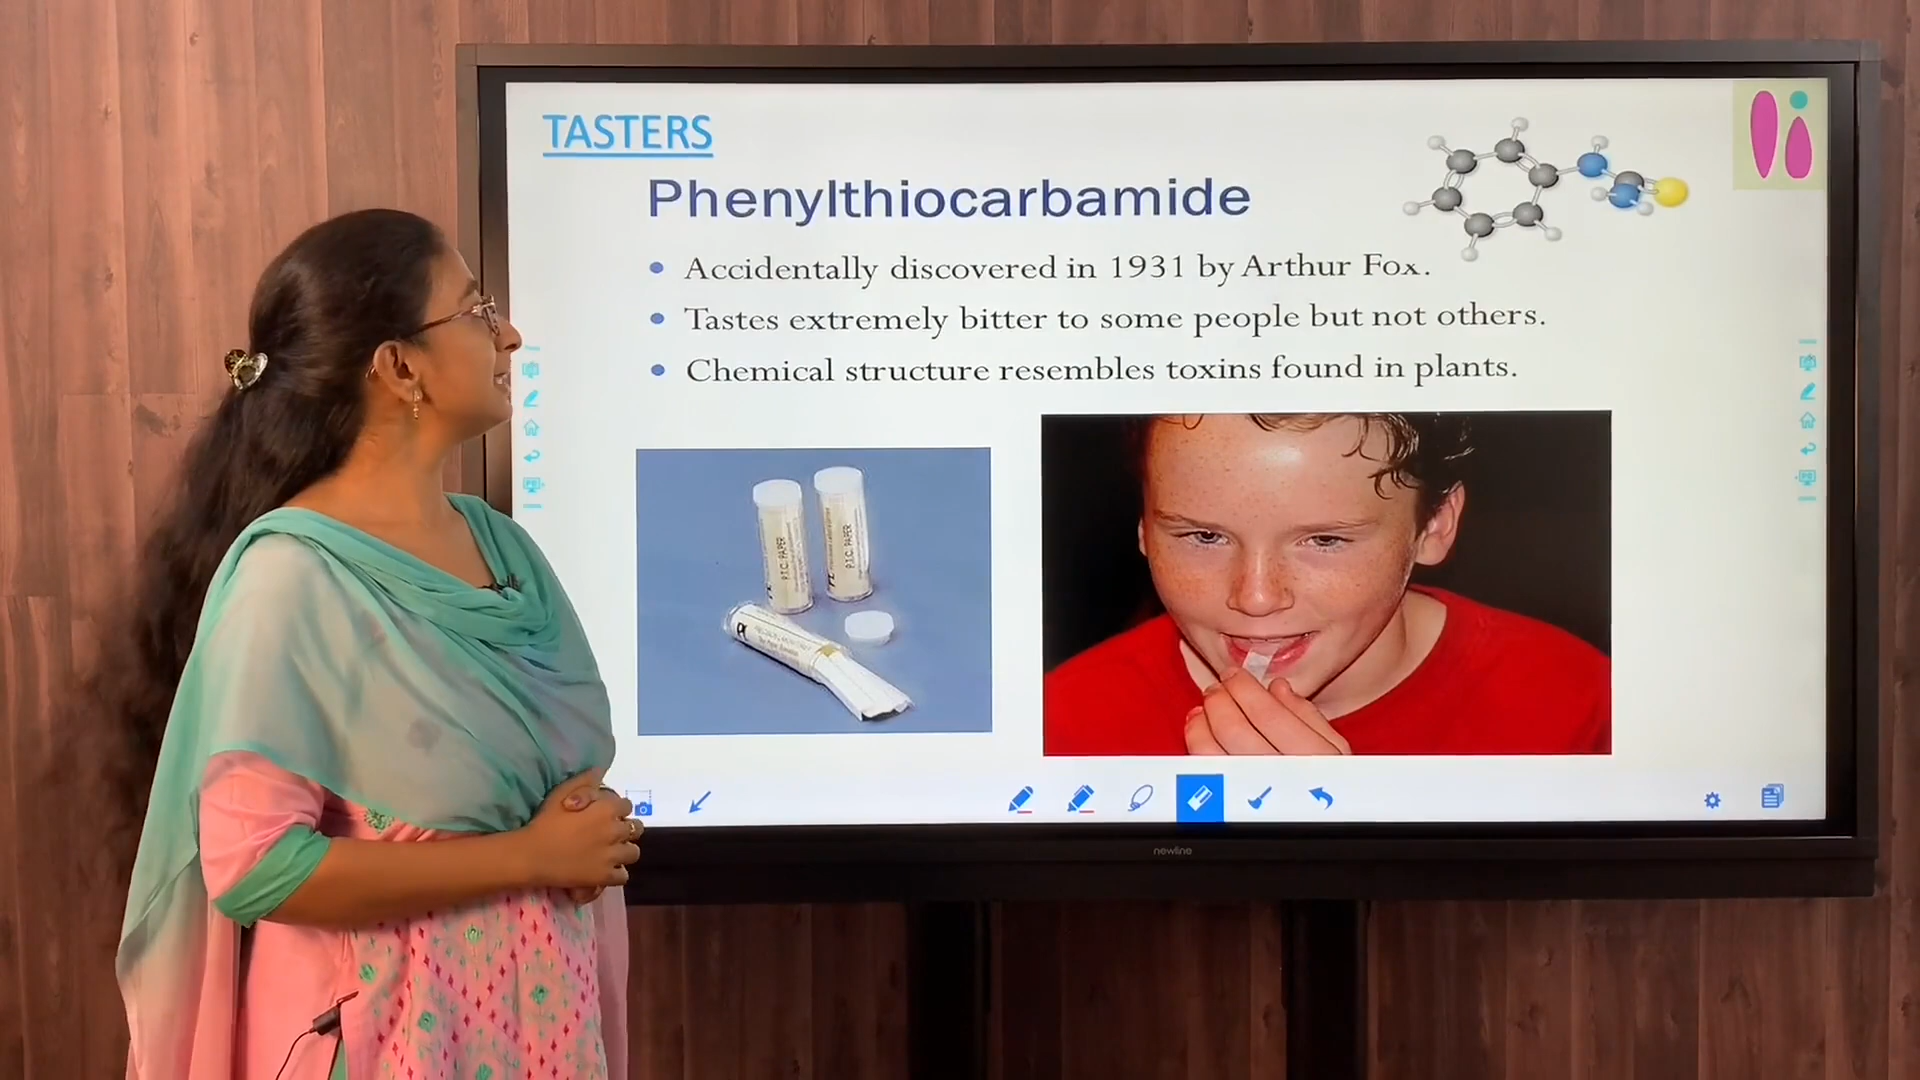 TASTERS
Phenylthiocarbamide
• Accidentally discovered in 1931 by Arthur Fox.
• Tastes extremely bitter to some people but not others.
• Chemical structure resembles toxins found in plants.
P.T.C. PAPER
P.T.C. PAPER
newline